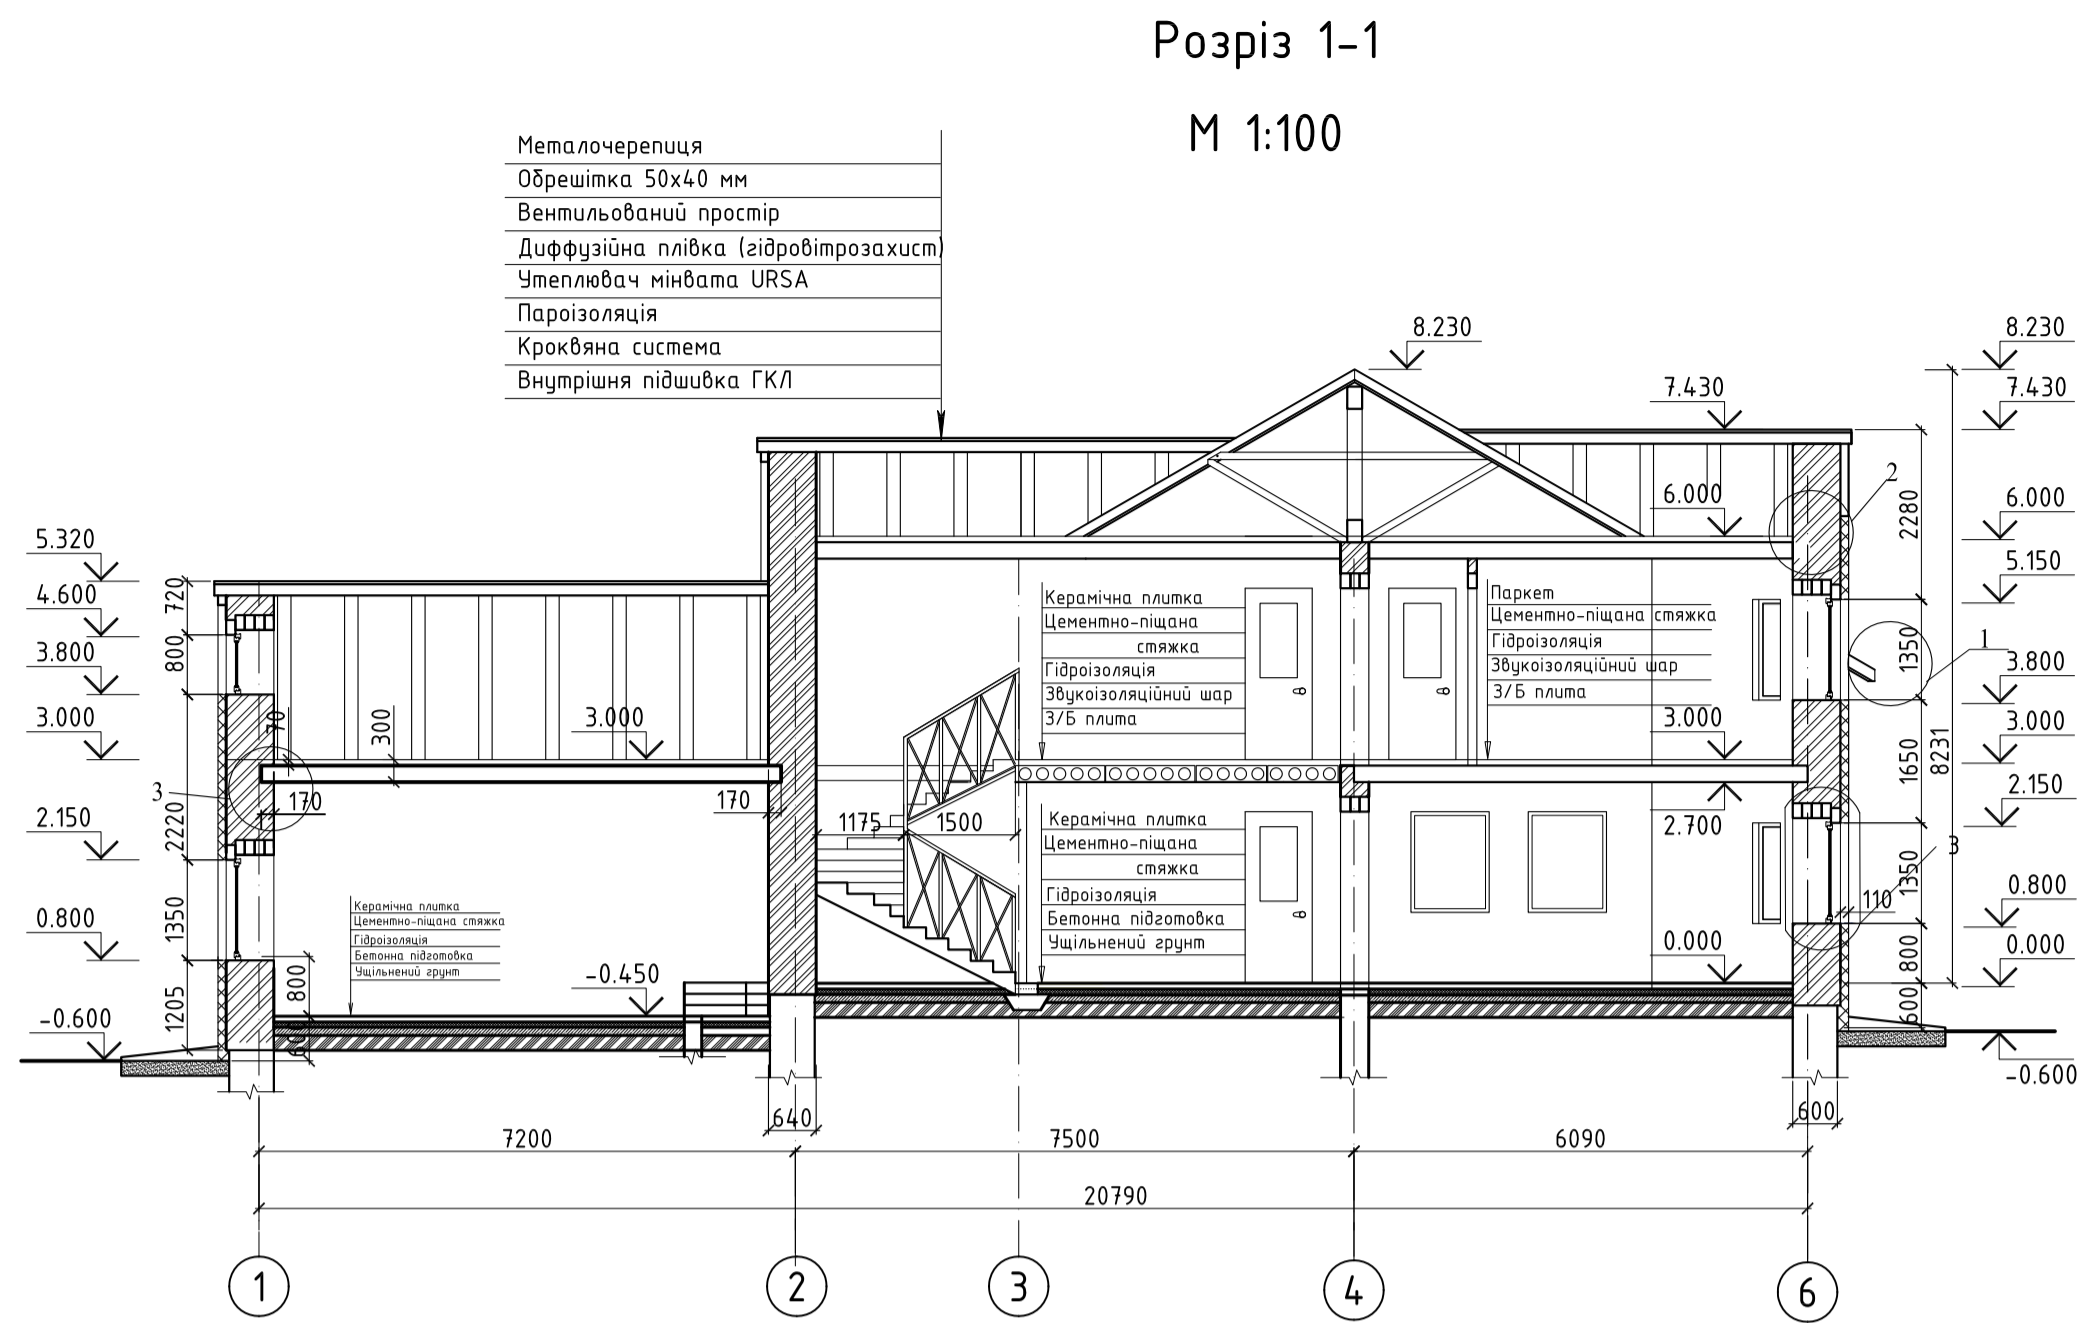 Розріз 1-1
М 1:100
Металочерепиця
Обрешітка 50х40 мм
Вентильований простір
Диффузійна плівка (гідровітрозахист)
Утеплювач мінвата URSA
Пароізоляція
Кроквяна система
Внутрішня підшивка ГКЛ
8.230
8.230
7.430
7.430
6.000
6.000
2
2280
5.320
4.600
3.800
3.000
2.150
0.800
-0.600
720
800
2220
1350
1205
5.150
3.800
3.000
2.150
0.800
0.000
-0.600
1350
1650
1350
800
600
8231
1
3
110
Керамічна плитка
Цементно-піщана
стяжка
Гідроізоляція
Звукоізоляційний шар
З/Б плита
Паркет
Цементно-піщана стяжка
Гідроізоляція
Звукоізоляційний шар
З/Б плита
70
300
3.000
3.000
3
170
170
1175
1500
2.700
Керамічна плитка
Цементно-піщана
стяжка
Гідроізоляція
Бетонна підготовка
Ущільнений грунт
Керамічна плитка
Цементно-піщана стяжка
Гідроізоляція
Бетонна підготовка
Ущільнений грунт
0.000
-0.450
800
600
640
600
7200
7500
6090
20790
1
2
3
4
6